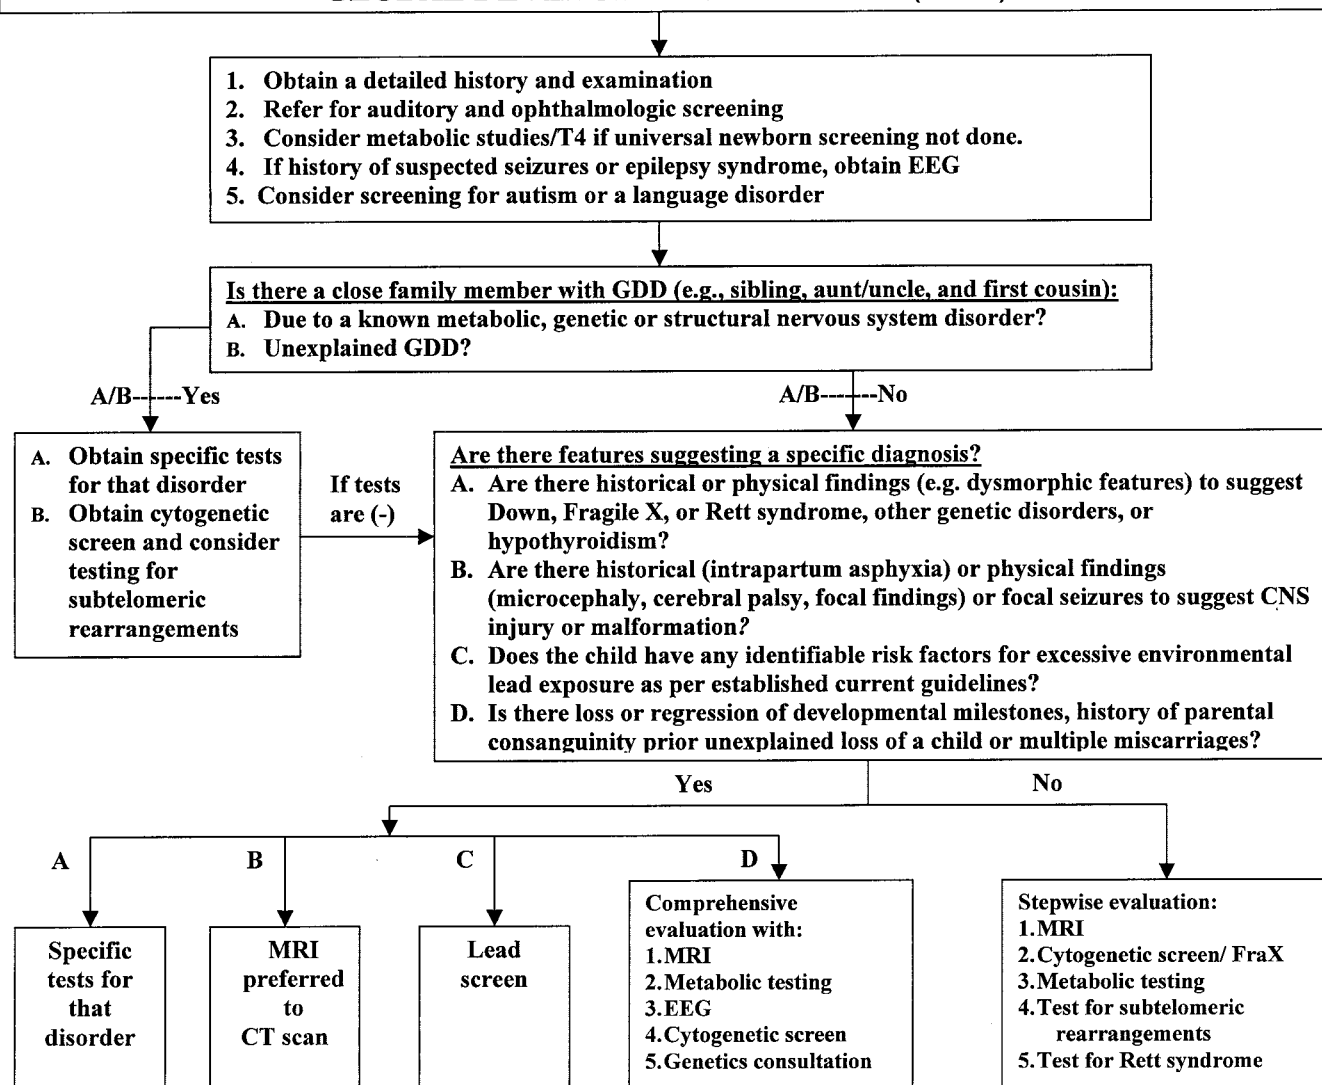 1. Obtain a detailed history and examination
2. Refer for auditory and ophthalmologic screening
3. Consider metabolic studies/T4 if universal newborn screening not done.
4. If history of suspected seizures or epilepsy syndrome, obtain EEG
5. Consider screening for autism or a language disorder
Is there a close family member with GDD (e.g., sibling, aunt/uncle, and first cousin):
A. Due to a known metabolic, genetic or structural nervous system disorder?
B. Unexplained GDD?
A/B------Yes
A/B-------No
A. Obtain specific tests
for that disorder
B. Obtain cytogenetic
screen and consider
testing for
subtelomeric
rearrangements
If tests
are (-)
Are there features suggesting a specific diagnosis?
A. Are there historical or physical findings (e.g. dysmorphic features) to suggest
Down, Fragile X, or Rett syndrome, other genetic disorders, or
hypothyroidism?
B. Are there historical (intrapartum asphyxia) or physical findings
(microcephaly, cerebral palsy, focal findings) or focal seizures to suggest CNS
injury or malformation?
C. Does the child have any identifiable risk factors for excessive environmental
lead exposure as per established current guidelines?
D. Is there loss or regression of developmental milestones, history of parental
consanguinity prior unexplained loss of a child or multiple miscarriages?
Yes
No
A
B
C
D
Specific
tests for
that
disorder
MRI
preferred
to
CT scan
Lead
screen
Comprehensive
evaluation with:
1.MRI
2.Metabolic testing
3.EEG
4.Cytogenetic screen
5.Genetics consultation
Stepwise evaluation:
1.MRI
2.Cytogenetic screen/ FraX
3.Metabolic testing
4.Test for subtelomeric
rearrangements
5.Test for Rett syndrome